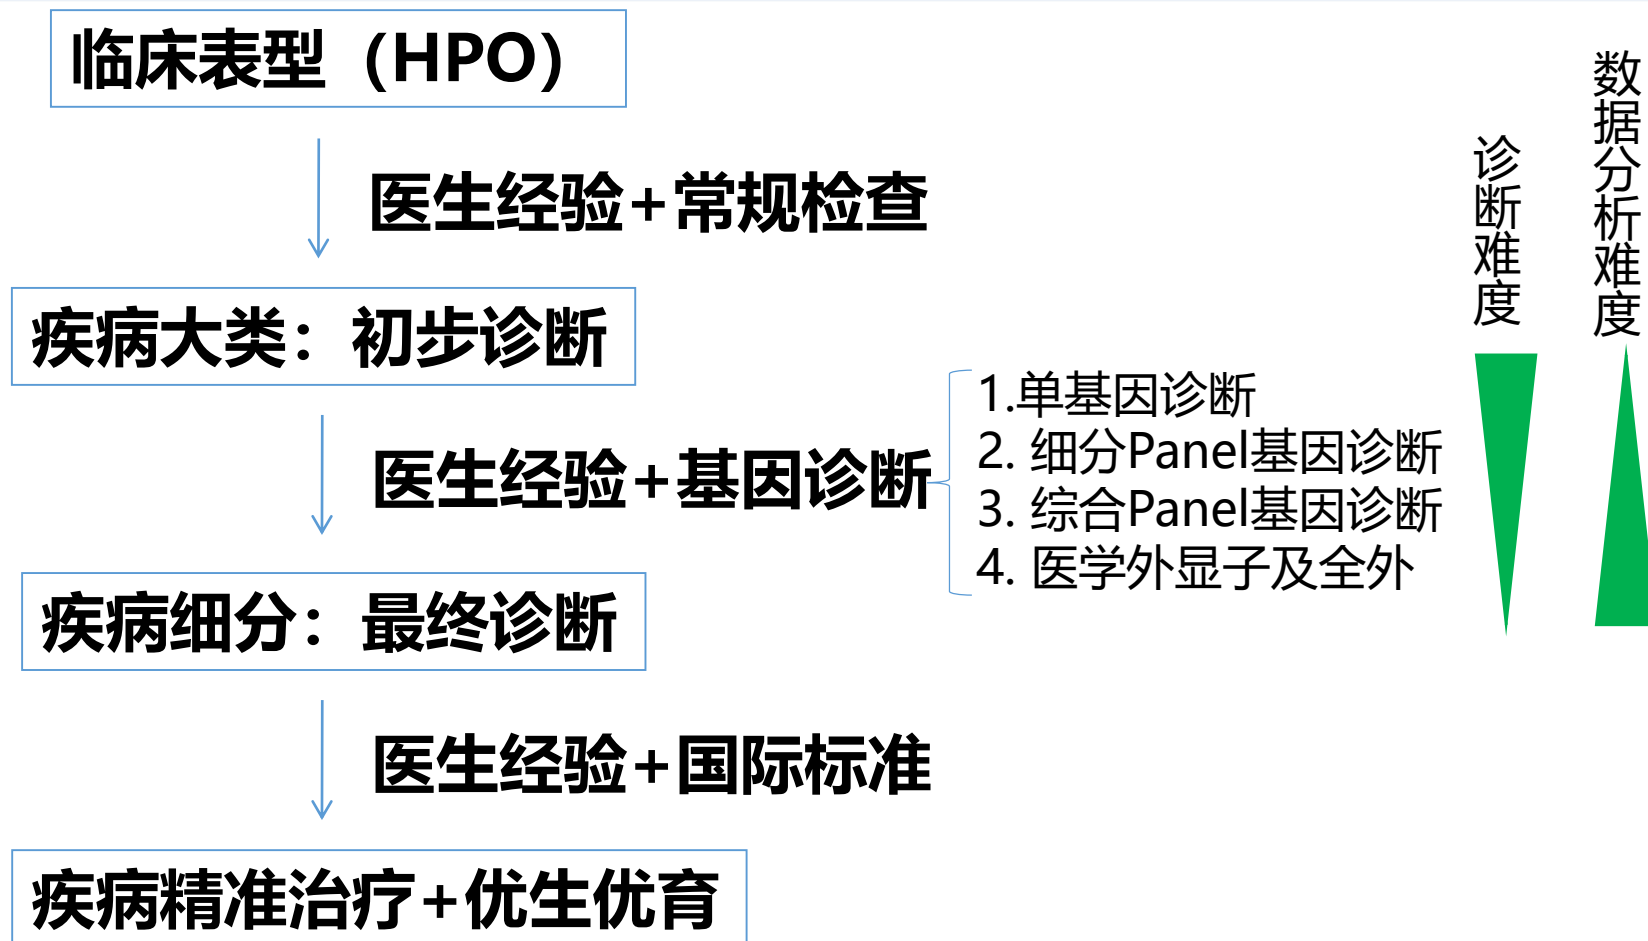 临床表型（HPO）
医生经验+常规检查
疾病大类：初步诊断
医生经验+基因诊断
1.单基因诊断
2. 细分Panel基因诊断
3. 综合Panel基因诊断
4. 医学外显子及全外
疾病细分：最终诊断
医生经验+国际标准
疾病精准治疗+优生优育
诊断难度
数据分析难度